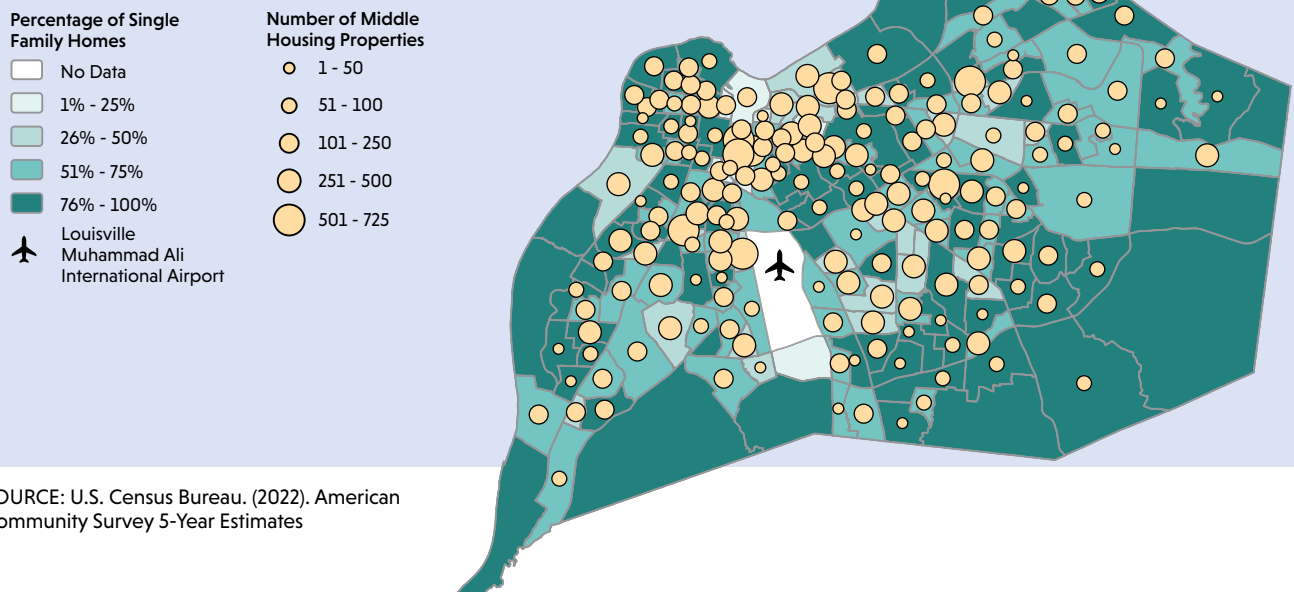 Percentage of Single
Family Homes
No Data
1% - 25%
26% - 50%
51% - 75%
76% - 100%
Louisville
Muhammad Ali
International Airport
Number of Middle
Housing Properties
1 - 50
51 - 100
101 - 250
251 - 500
501 - 725
OURCE: U.S. Census Bureau. (2022). American
ommunity Survey 5-Year Estimates